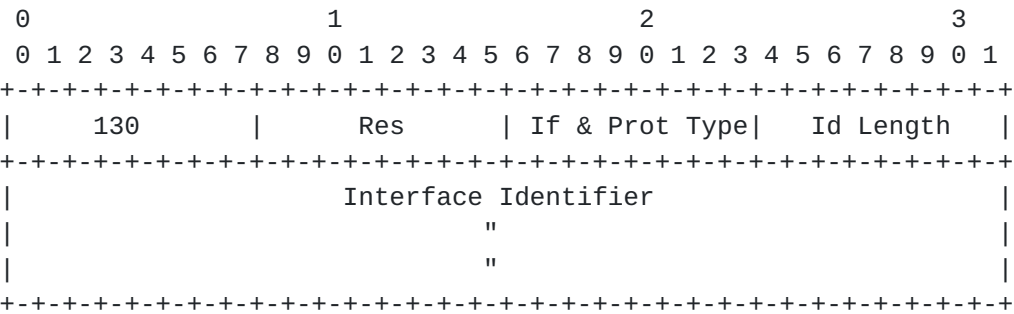 0                   1                   2                   3
 0 1 2 3 4 5 6 7 8 9 0 1 2 3 4 5 6 7 8 9 0 1 2 3 4 5 6 7 8 9 0 1
+-+-+-+-+-+-+-+-+-+-+-+-+-+-+-+-+-+-+-+-+-+-+-+-+-+-+-+-+-+-+-+-+
|     130       |      Res      | If & Prot Type|   Id Length   |
+-+-+-+-+-+-+-+-+-+-+-+-+-+-+-+-+-+-+-+-+-+-+-+-+-+-+-+-+-+-+-+-+
|                     Interface Identifier                      |
|                              "                                |
|                              "                                |
+-+-+-+-+-+-+-+-+-+-+-+-+-+-+-+-+-+-+-+-+-+-+-+-+-+-+-+-+-+-+-+-+